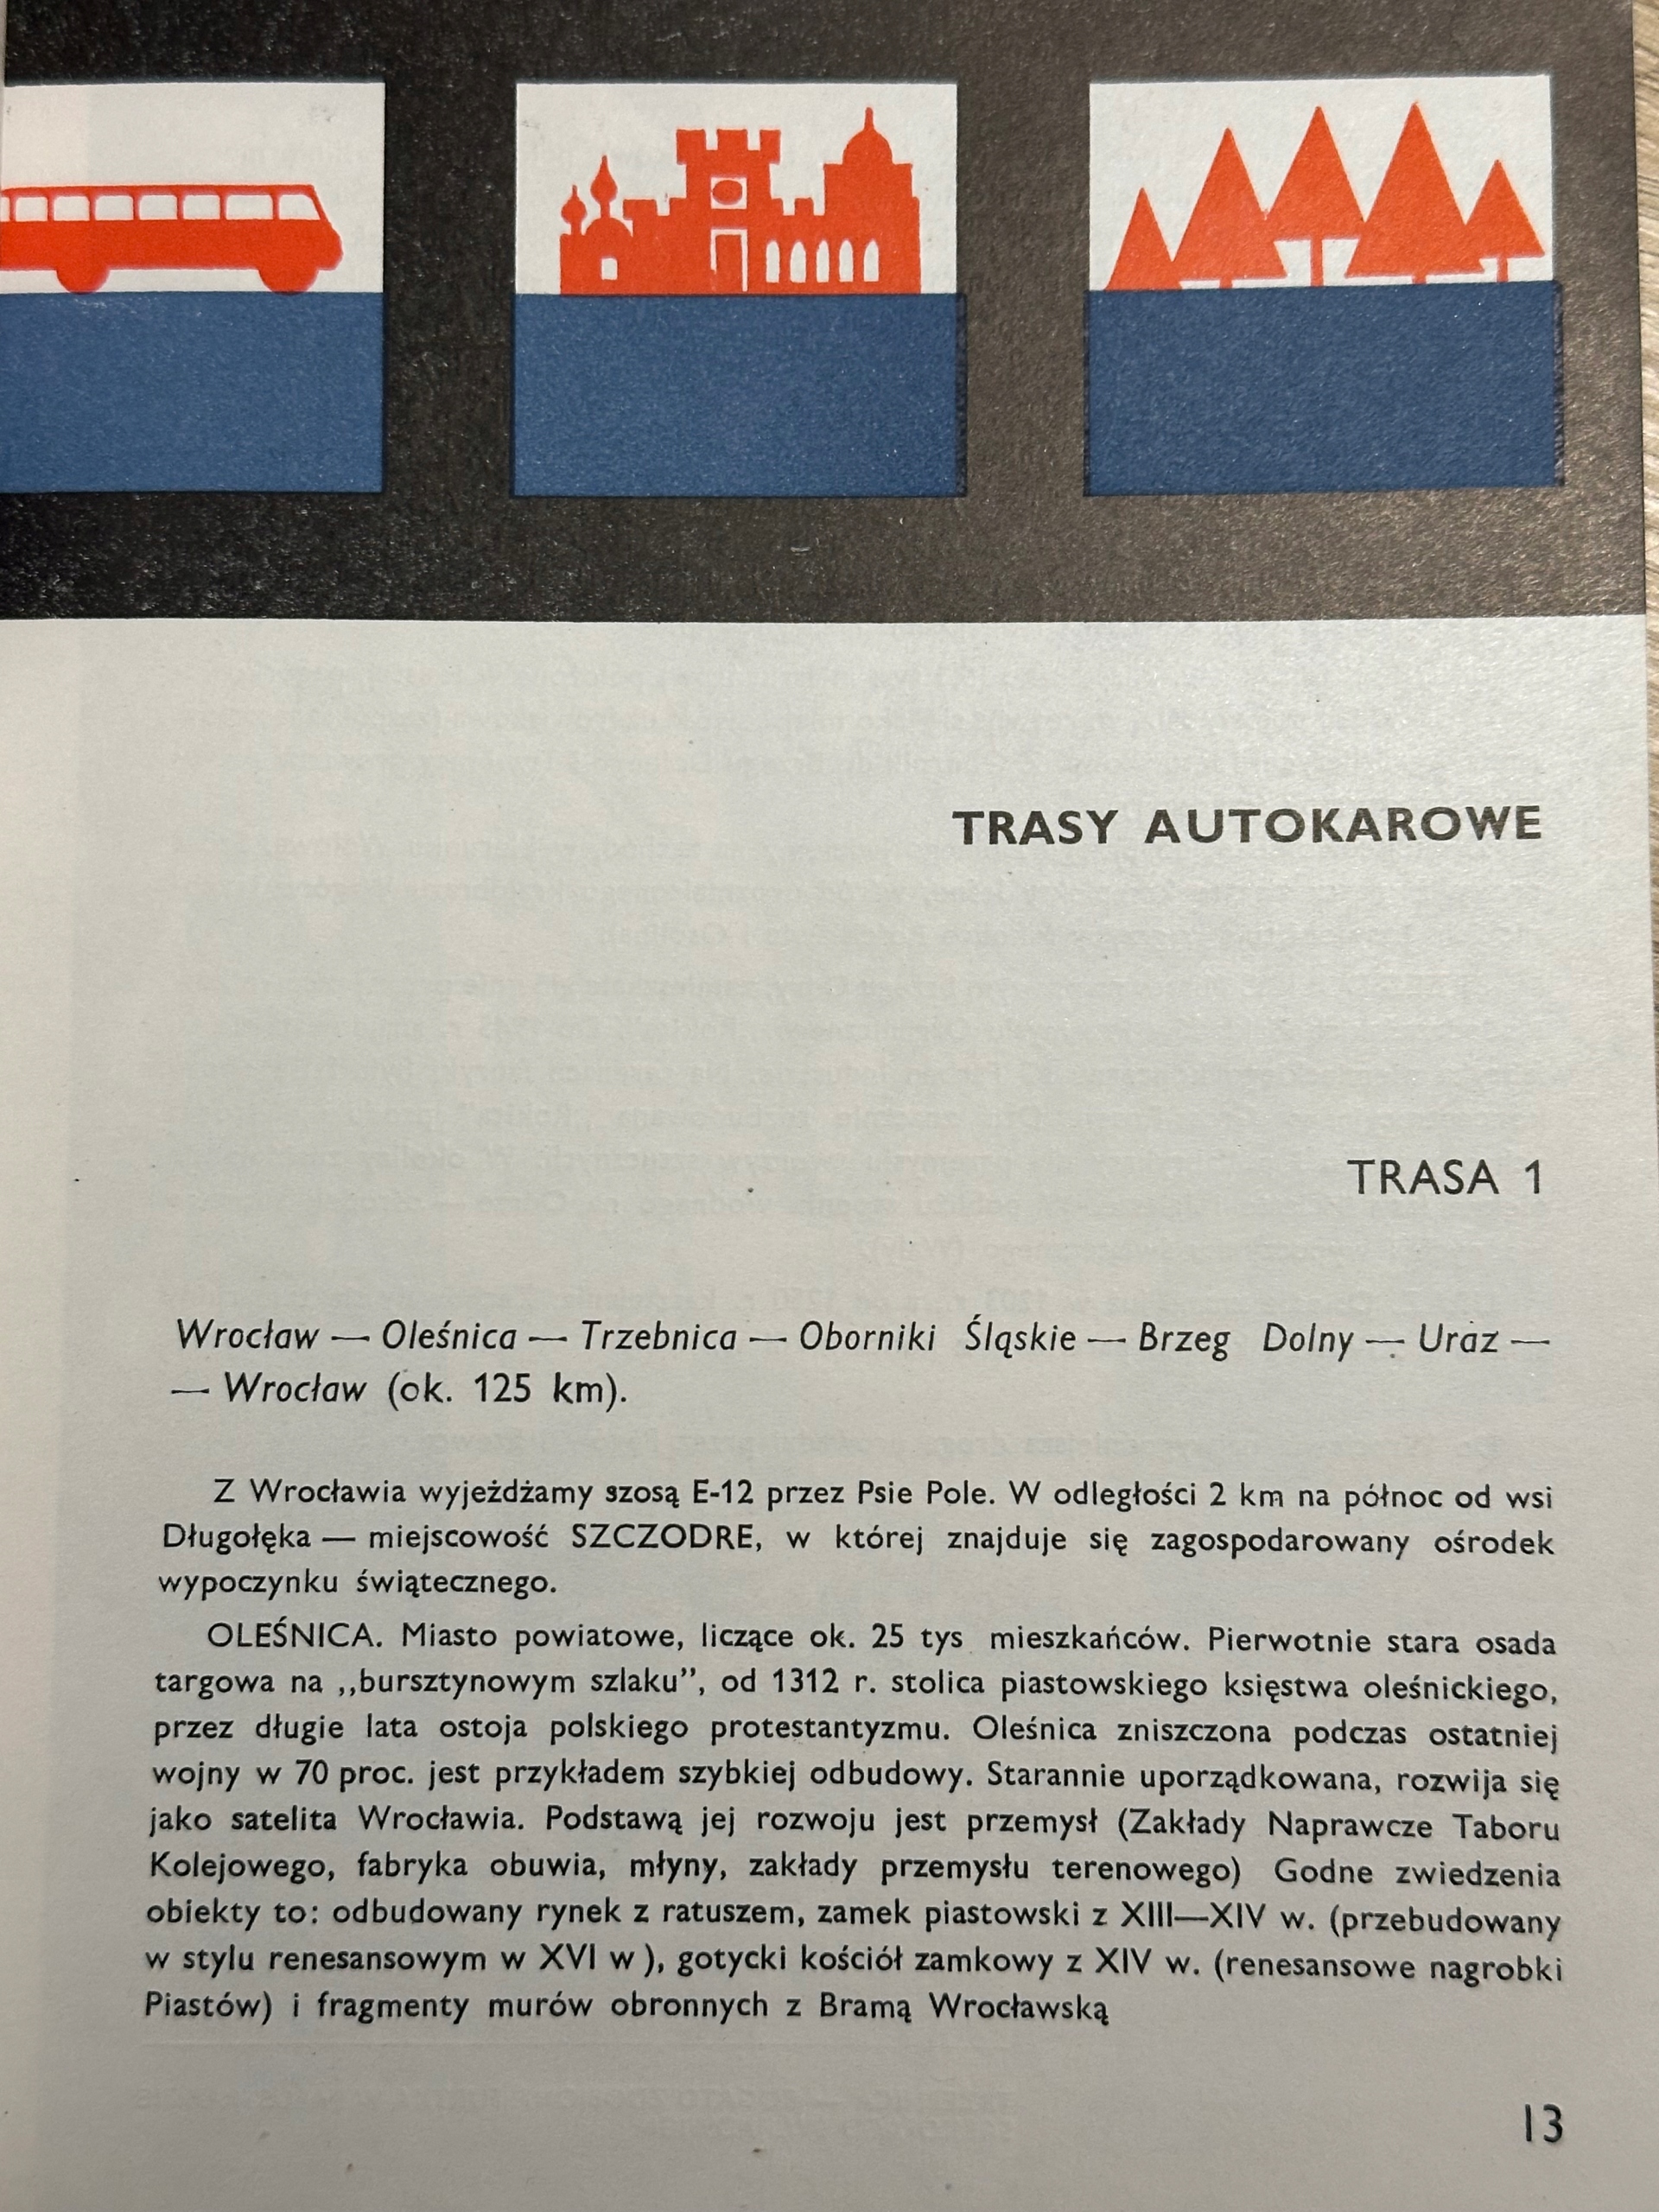 TRASY AUTOKAROWE
TRASA 1
Wrocław — Oleśnica — Trzebnica — Oborniki Śląskie — Brzeg Dolny — Uraz —
— Wrocław (ok. 125 km).
Z Wrocławia wyjeżdżamy szosą E-12 przez Psie Pole. W odległości 2 km na północ od wsi
Długołęka — miejscowość SZCZODRE, w której znajduje się zagospodarowany ośrodek
wypoczynku świątecznego.
OLEŚNICA. Miasto powiatowe, liczące ok. 25 tys mieszkańców. Pierwotnie stara osada
targowa na ,,bursztynowym szlaku”, od 1312 r. stolica piastowskiego księstwa oleśnickiego,
przez długie lata ostoja polskiego protestantyzmu. Oleśnica zniszczona podczas ostatniej
wojny w 70 proc. jest przykładem szybkiej odbudowy. Starannie uporządkowana, rozwija się
jako satelita Wrocławia. Podstawą jej rozwoju jest przemysł (Zakłady Naprawcze Taboru
Kolejowego, fabryka obuwia, młyny, zakłady przemysłu terenowego) Godne zwiedzenia
obiekty to: odbudowany rynek z ratuszem, zamek piastowski z XIII—XIV w. (przebudowany
w stylu renesansowym w XVI w ), gotycki kościół zamkowy z XIV w. (renesansowe nagrobki
Piastów) i fragmenty murów obronnych z Bramą Wrocławską
13